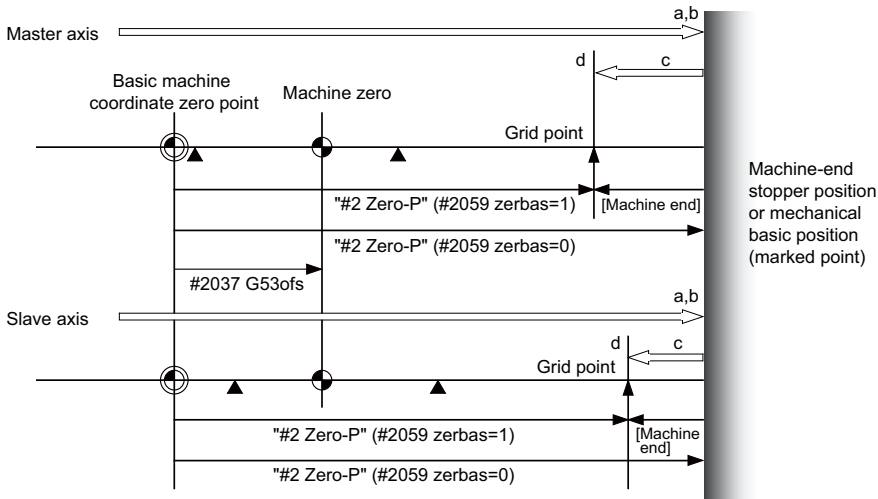 a,b
Master axis
d
c
Basic machine
coordinate zero point
Machine zero
Grid point
Machine-end
stopper position
or mechanical
basic position
(marked point)
"#2 Zero-P" (#2059 zerbas=1)
[Machine end]
"#2 Zero-P" (#2059 zerbas=0)
#2037 G53ofs
a,b
Slave axis
d
c
Grid point
"#2 Zero-P" (#2059 zerbas=1)
[Machine
end]
"#2 Zero-P" (#2059 zerbas=0)